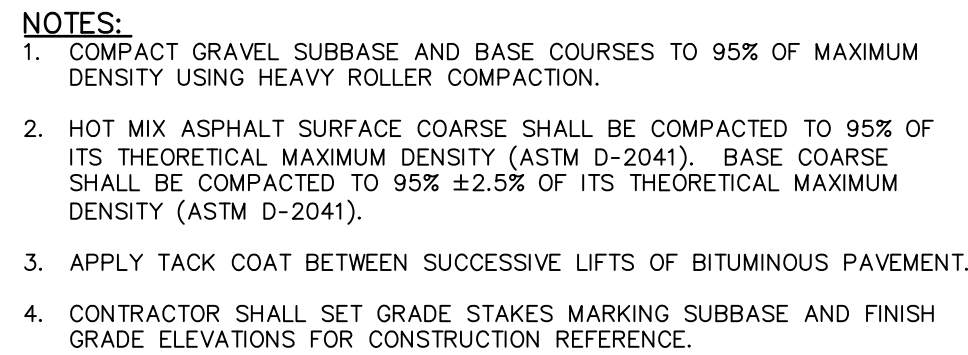 NOTES:
1. COMPACT GRAVEL SUBBASE AND BASE COURSES TO 95% OF MAXIMUM
DENSITY USING HEAVY ROLLER COMPACTION.
2. HOT MIX ASPHALT SURFACE COARSE SHALL BE COMPACTED TO 95% OF
ITS THEORETICAL MAXIMUM DENSITY (ASTM D-2041). BASE COARSE
SHALL BE COMPACTED TO 95% ±2.5% OF ITS THEORETICAL MAXIMUM
DENSITY (ASTM D-2041).
3. APPLY TACK COAT BETWEEN SUCCESSIVE LIFTS OF BITUMINOUS PAVEMENT.
4. CONTRACTOR SHALL SET GRADE STAKES MARKING SUBBASE AND FINISH
GRADE ELEVATIONS FOR CONSTRUCTION REFERENCE.